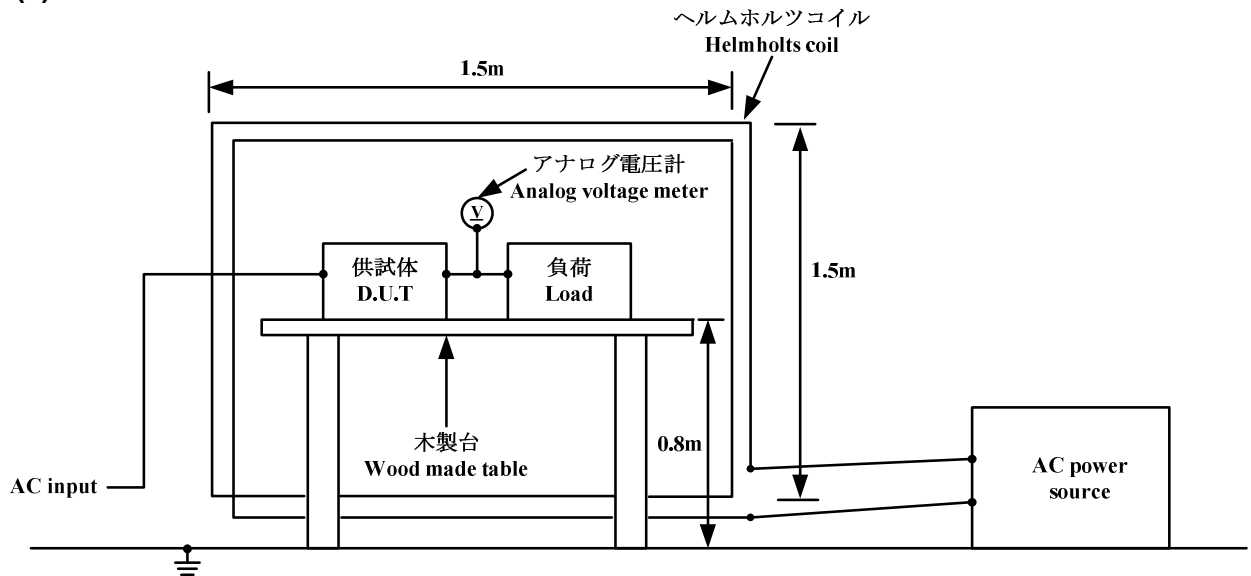 ヘルムホルツコイル
Helmholts coil
1.5m
アナログ電圧計
Analog voltage meter
V
供試体
D.U.T
負荷
Load
1.5m
木製台
Wood made table
0.8m
AC input
AC power
source